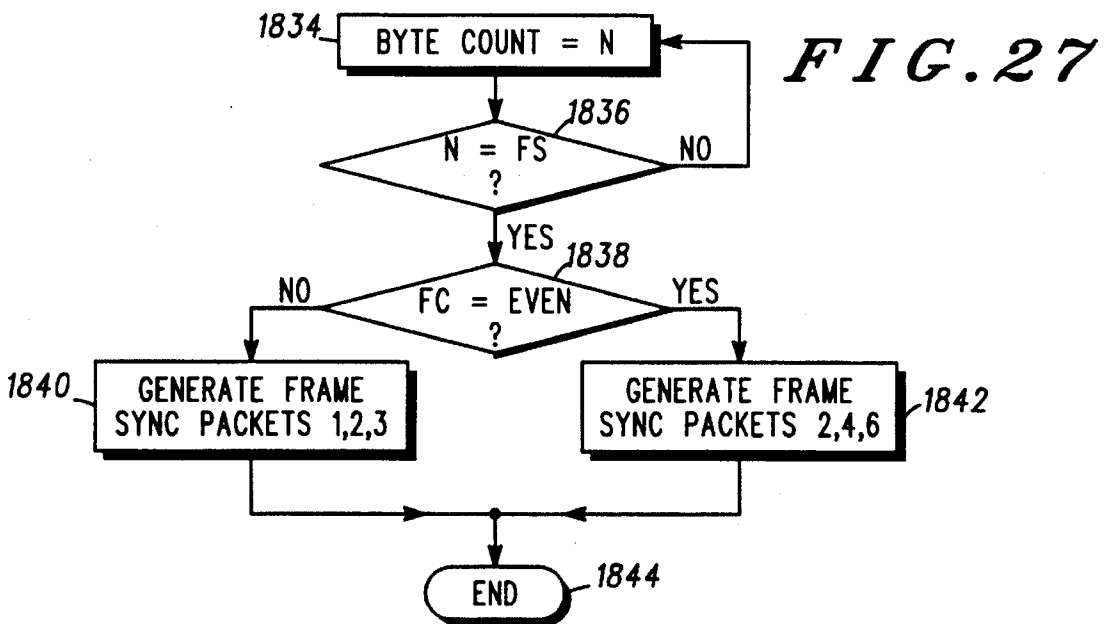 1834
BYTE COUNT = N
FIG.27
1836
N = FS
?
NO
YES
1838
NO
FC = EVEN
?
YES
1840
GENERATE FRAME
SYNC PACKETS 1,2,3
GENERATE FRAME
SYNC PACKETS 2,4,6
1842
END
1844